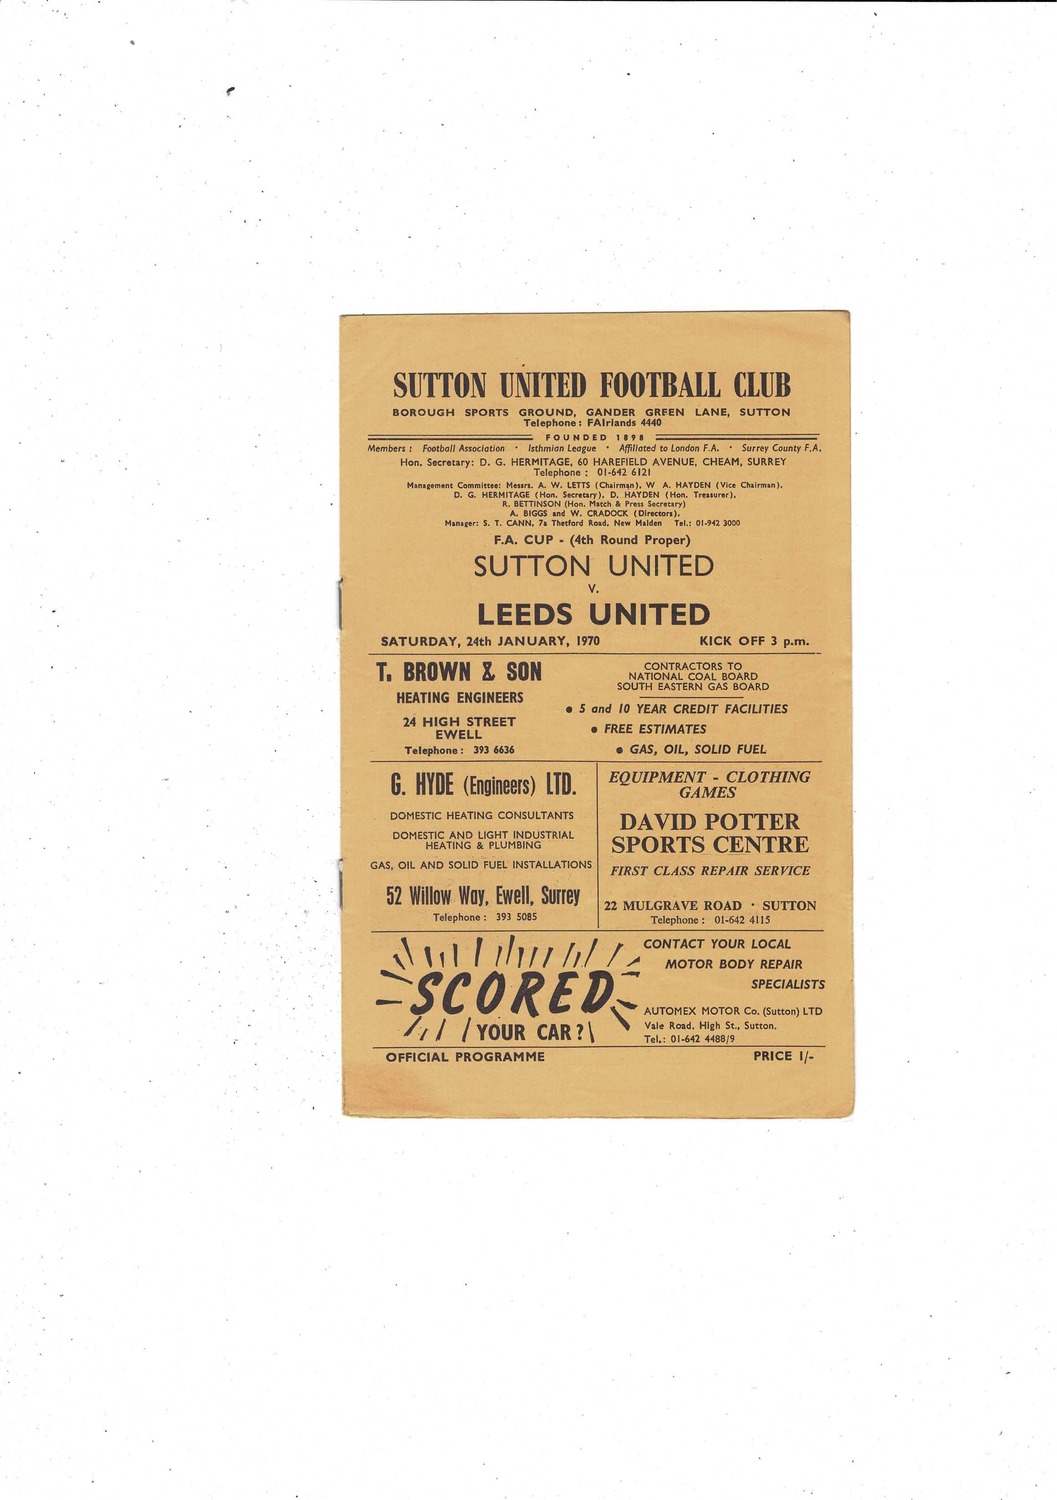 SUTTON UNITED FOOTBALL CLUB
BOROUGH SPORTS GROUND, GANDER GREEN LANE, SUTTON
Telephone: FAIrlands 4440
FOUNDED 1898
Members : Football Association · Isthmian League · Affiliated to London F.A. · Surrey County F.A.
Hon. Secretary: D. G. HERMITAGE, 60 HAREFIELD AVENUE, CHEAM, SURREY
Telephone : 01-642 6121
Management Committee: Messrs. A. W. LETTS (Chairman), W A. HAYDEN (Vice Chairman),
D. G. HERMITAGE (Hon. Secretary), D. HAYDEN (Hon. Treasurer),
R. BETTINSON (Hon. Match & Press Secretary)
A. BIGGS and W. CRADOCK (Directors).
Manager: S. T. CANN, 7a Thetford Road, New Malden Tel.: 01-942 3000
F.A. CUP - (4th Round Proper)
SUTTON UNITED
v.
LEEDS UNITED
SATURDAY, 24th JANUARY, 1970 KICK OFF 3 p.m.
T. BROWN & SON
HEATING ENGINEERS
24 HIGH STREET
EWELL
Telephone : 393 6636
CONTRACTORS TO
NATIONAL COAL BOARD
SOUTH EASTERN GAS BOARD
• 5 and 10 YEAR CREDIT FACILITIES
• FREE ESTIMATES
• GAS, OIL, SOLID FUEL
G. HYDE (Engineers) LTD.
DOMESTIC HEATING CONSULTANTS
DOMESTIC AND LIGHT INDUSTRIAL
HEATING & PLUMBING
GAS, OIL AND SOLID FUEL INSTALLATIONS
52 Willow Way, Ewell, Surrey
Telephone : 393 5085
EQUIPMENT - CLOTHING
GAMES
DAVID POTTER
SPORTS CENTRE
FIRST CLASS REPAIR SERVICE
22 MULGRAVE ROAD · SUTTON
Telephone : 01-642 4115
SCORED
YOUR CAR?
CONTACT YOUR LOCAL
MOTOR BODY REPAIR
SPECIALISTS
AUTOMEX MOTOR Co. (Sutton) LTD
Vale Road, High St., Sutton.
Tel.: 01-642 4488/9
OFFICIAL PROGRAMME PRICE 1/-